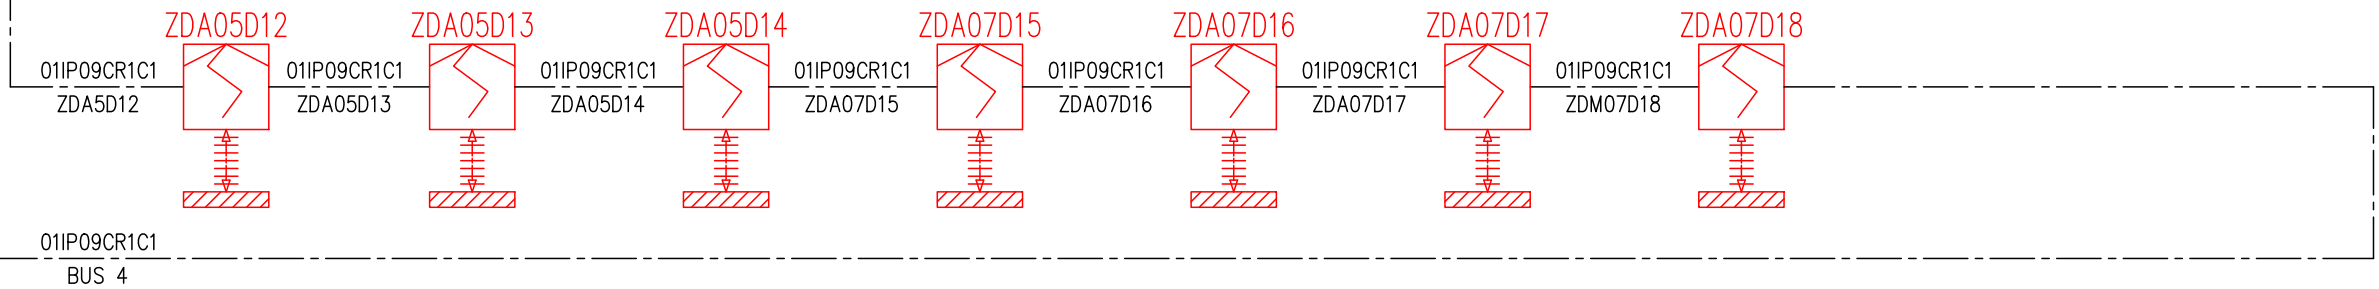 ZDA05D12 ZDA05D13 ZDA05D14 ZDA07D15 ZDA07D16 ZDA07D17 ZDA07D18
01IP09CR1C1 01IP09CR1C1 01IP09CR1C1 01IP09CR1C1 01IP09CR1C1 01IP09CR1C1 01IP09CR1C1
ZDA5D12 ZDA05D13 ZDA05D14 ZDA07D15 ZDA07D16 ZDA07D17 ZDM07D18
01IP09CR1C1
BUS 4